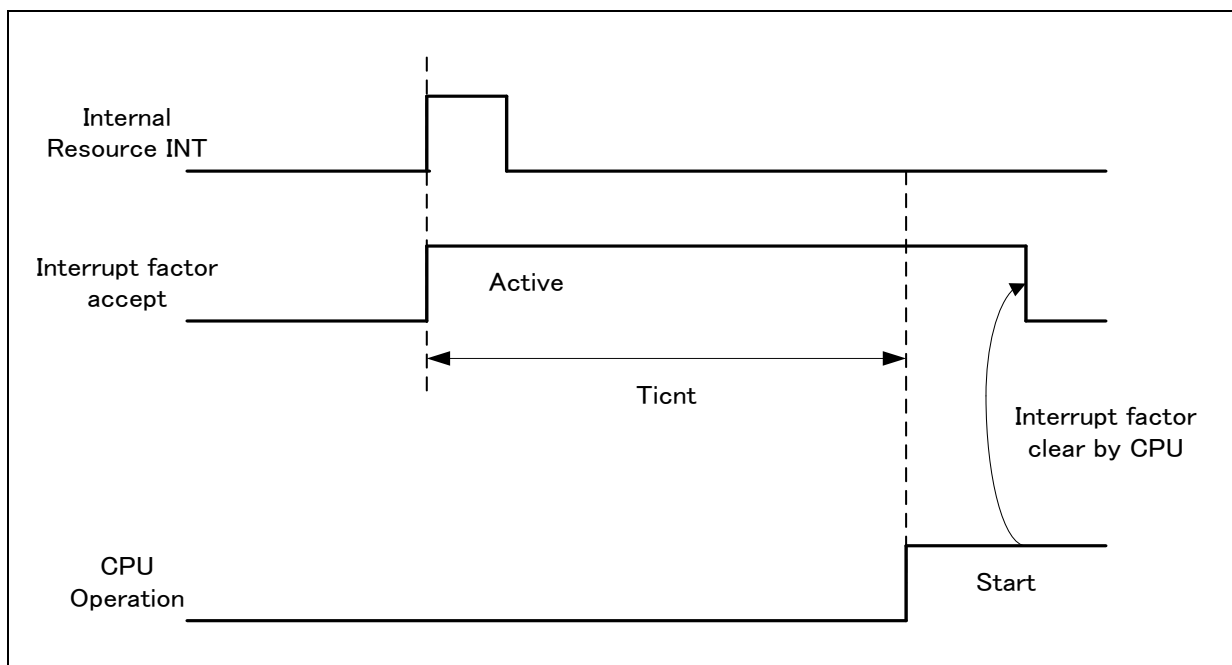 Internal
Resource INT
Interrupt factor
accept
Active
Ticnt
Interrupt factor
clear by CPU
CPU
Operation
Start